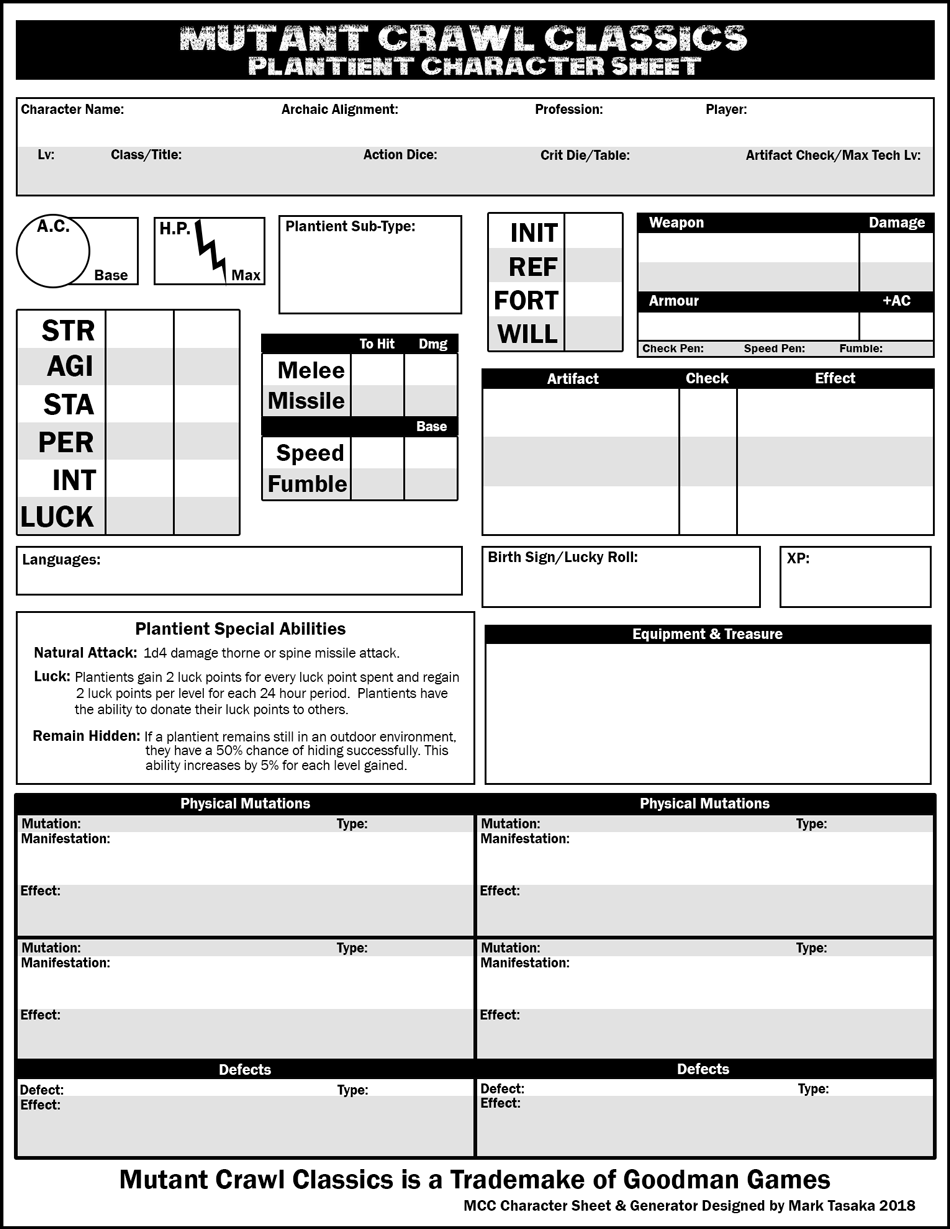 MUTANT CRAWL CLASSICS
PLANTIENT CHARACTER SHEET
Character Name: Archaic Alignment: Profession: Player:
Lv: Class/Title: Action Dice: Crit Die/Table: Artifact Check/Max Tech Lv:
A.C.
Base
H.P.
Max
Plantient Sub-Type:
INIT
REF
FORT
WILL
Weapon Damage
Armour +AC
Check Pen: Speed Pen: Fumble:
STR
AGI
STA
PER
INT
LUCK
To Hit Dmg
Melee
Missile
Base
Speed
Fumble
Artifact Check Effect
Languages:
Birth Sign/Lucky Roll:
XP:
Plantient Special Abilities
Natural Attack: 1d4 damage thorne or spine missile attack.
Luck: Plantients gain 2 luck points for every luck point spent and regain
2 luck points per level for each 24 hour period. Plantients have
the ability to donate their luck points to others.
Remain Hidden: If a plantient remains still in an outdoor environment,
they have a 50% chance of hiding successfully. This
ability increases by 5% for each level gained.
Equipment & Treasure
Physical Mutations Physical Mutations
Mutation: Type: Mutation: Type:
Manifestation: Manifestation:
Effect: Effect:
Mutation: Type: Mutation: Type:
Manifestation: Manifestation:
Effect: Effect:
Defects Defects
Defect: Type: Defect: Type:
Effect: Effect:
Mutant Crawl Classics is a Trademake of Goodman Games
MCC Character Sheet & Generator Designed by Mark Tasaka 2018